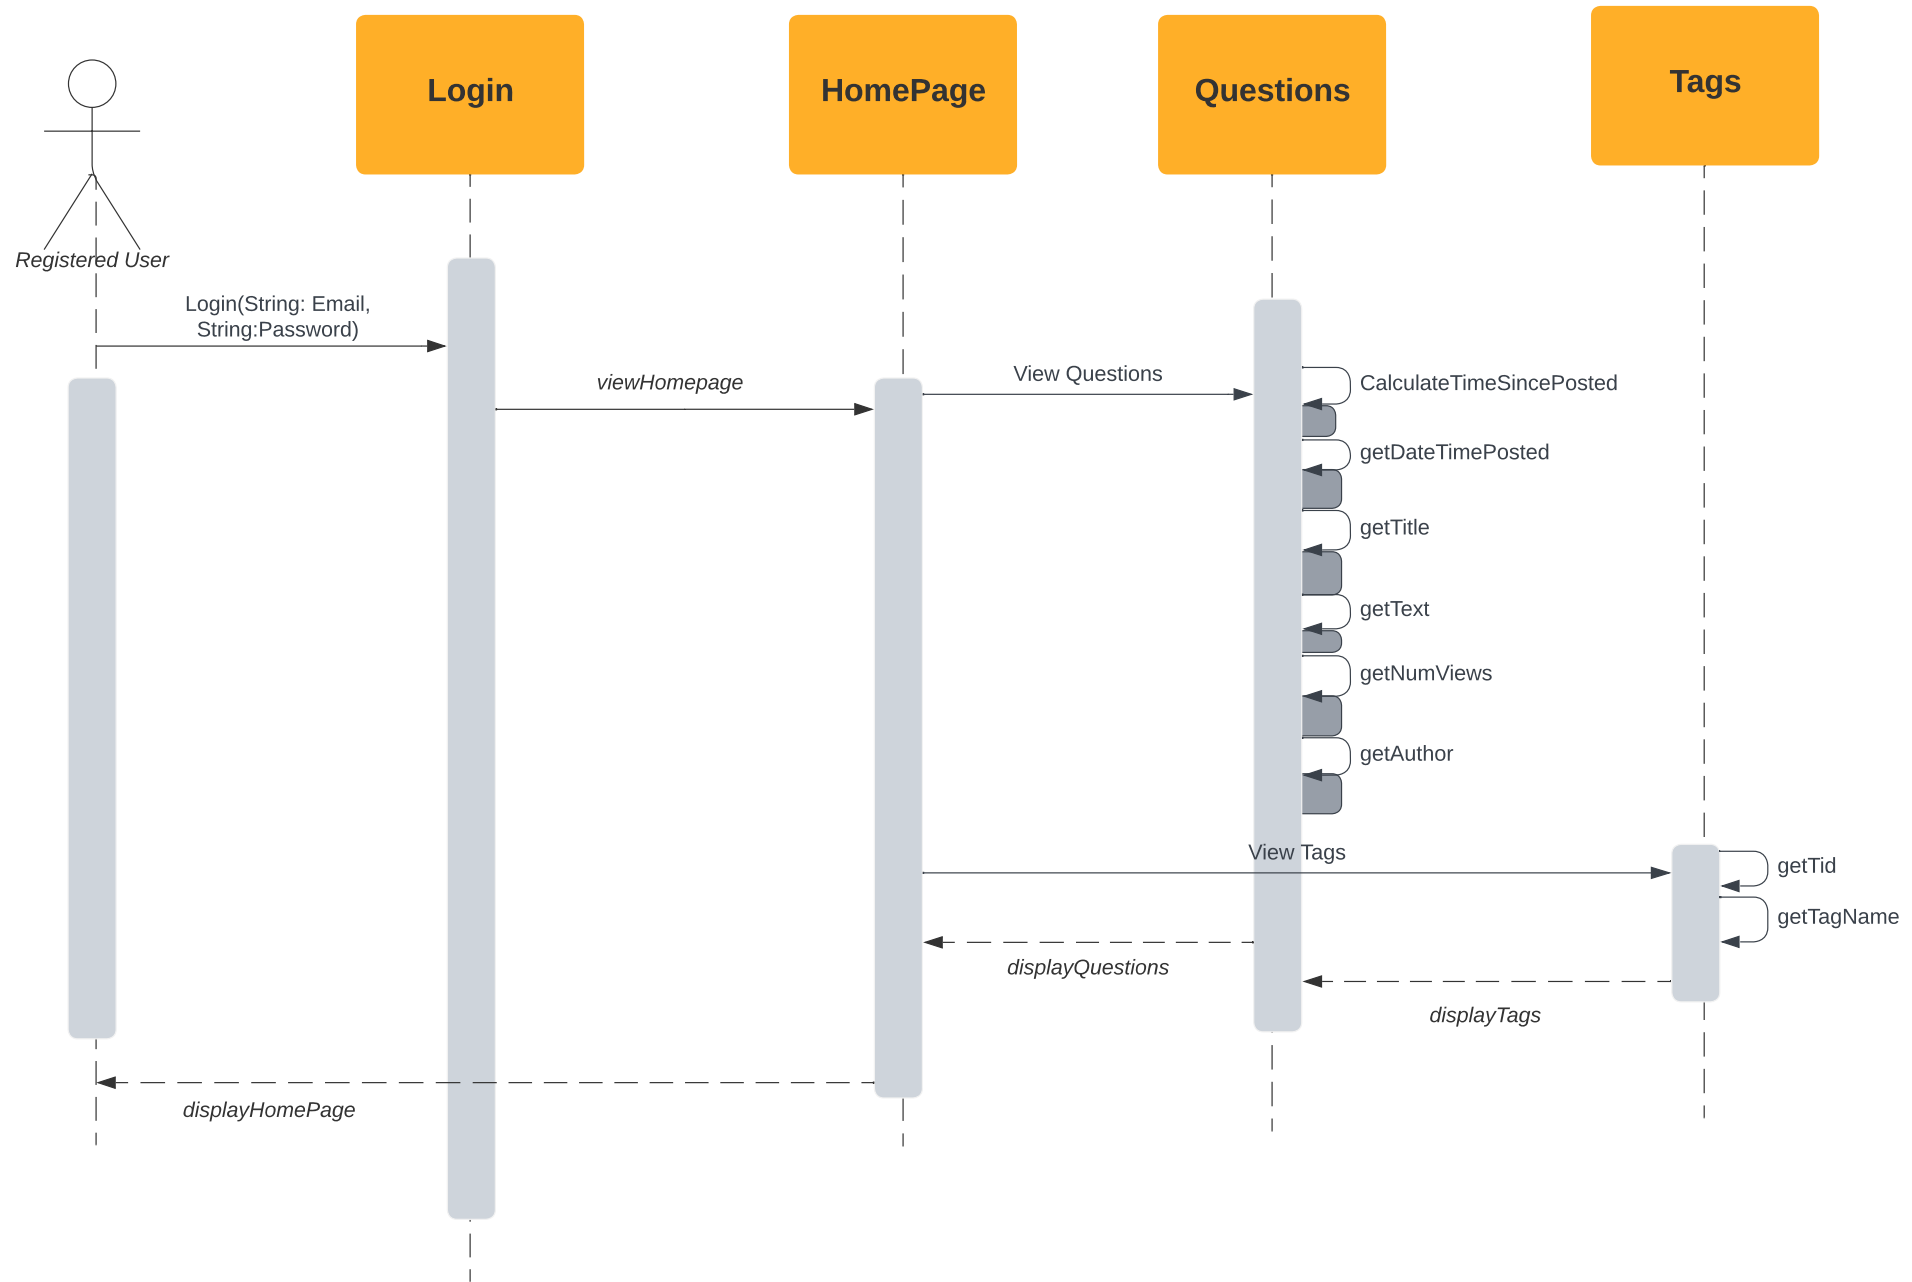 Login
HomePage
Questions
Tags
Registered User
Login(String: Email,
String:Password)
viewHomepage
View Questions
CalculateTimeSincePosted
getDateTimePosted
getTitle
getText
getNumViews
getAuthor
View Tags
getTid
getTagName
displayQuestions
displayTags
displayHomePage